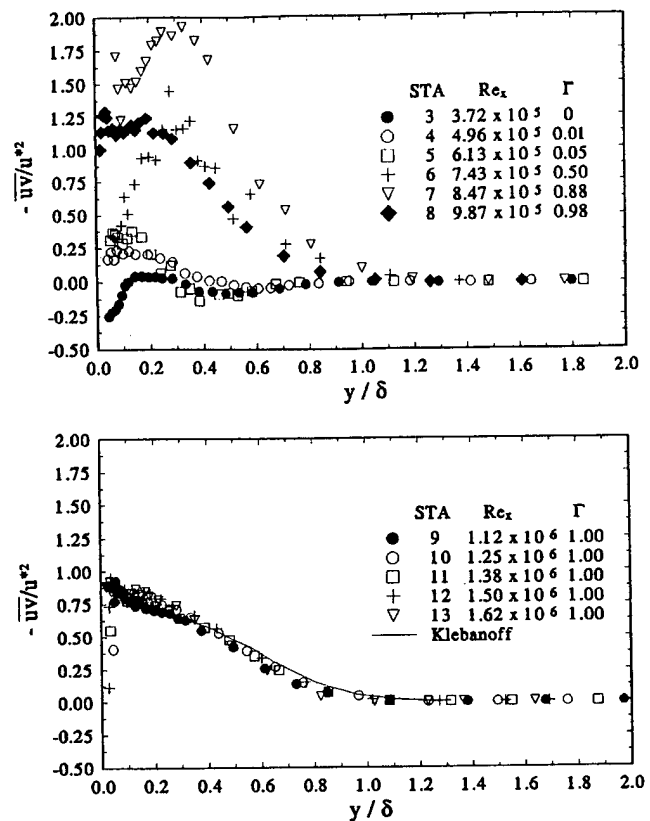 2.00
1.75
1.50
1.25
1.00
0.75
0.50
0.25
0.00
-0.25
-0.50
- uv/u*2
STA Reₓ Γ
3 3.72 x 10 5 0
4 4.96 x 10 5 0.01
5 6.13 x 10 5 0.05
6 7.43 x 10 5 0.50
7 8.47 x 10 5 0.88
8 9.87 x 10 5 0.98
0.0 0.2 0.4 0.6 0.8 1.0 1.2 1.4 1.6 1.8 2.0
y / δ
2.00
1.75
1.50
1.25
1.00
0.75
0.50
0.25
0.00
-0.25
-0.50
- uv/u*2
STA Reₓ Γ
9 1.12 x 10 6 1.00
10 1.25 x 10 6 1.00
11 1.38 x 10 6 1.00
12 1.50 x 10 6 1.00
13 1.62 x 10 6 1.00
Klebanoff
0.0 0.2 0.4 0.6 0.8 1.0 1.2 1.4 1.6 1.8 2.0
y / δ